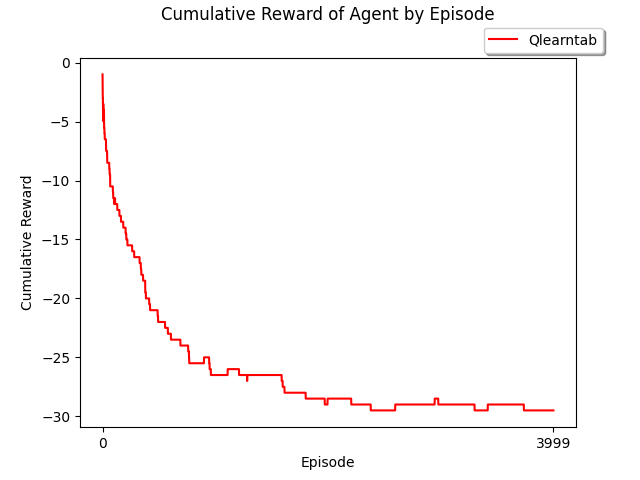 Cumulative Reward of Agent by Episode
Qlearntab
0
−5
−10
−15
−20
−25
−30
Cumulative Reward
0 3999
Episode